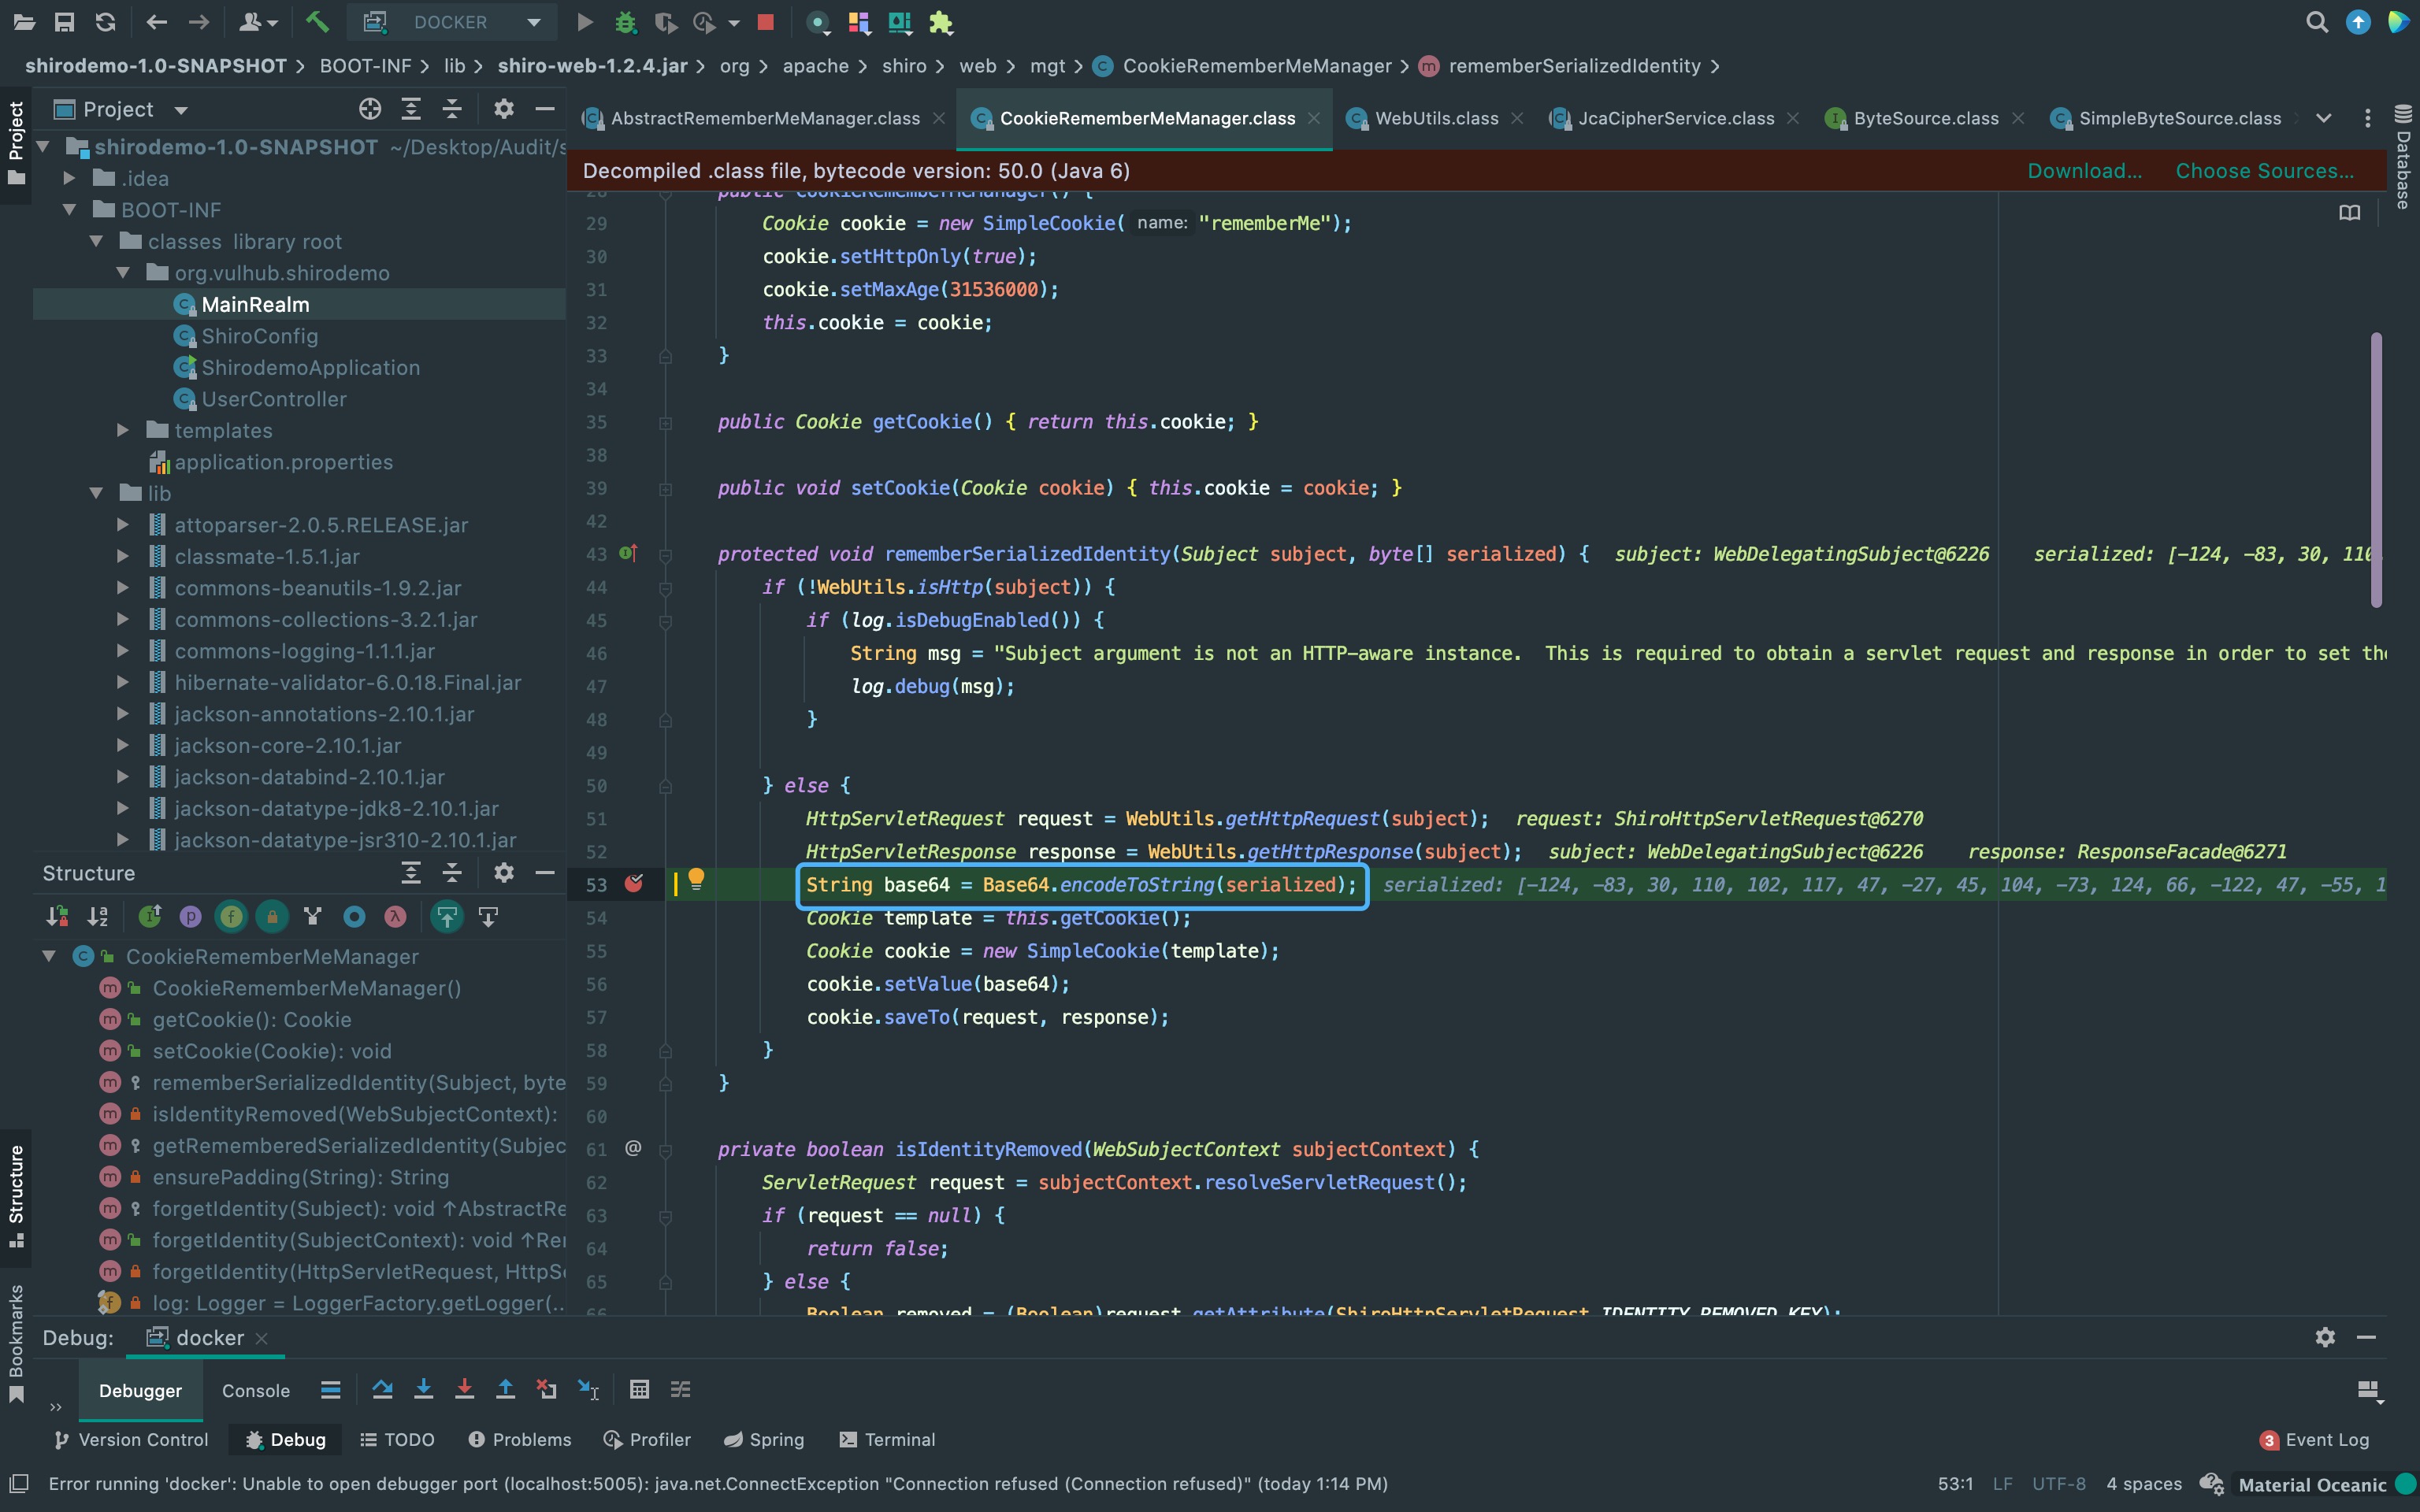 DOCKER
shirodemo-1.0-SNAPSHOT BOOT-INF lib shiro-web-1.2.4.jar org apache shiro web mgt CookieRememberMeManager rememberSerializedIdentity
Project
Project
Structure
Bookmarks
Database
shirodemo-1.0-SNAPSHOT ~/Desktop/Audit/s
.idea
BOOT-INF
classes library root
org.vulhub.shirodemo
MainRealm
ShiroConfig
ShirodemoApplication
UserController
templates
application.properties
lib
attoparser-2.0.5.RELEASE.jar
classmate-1.5.1.jar
commons-beanutils-1.9.2.jar
commons-collections-3.2.1.jar
commons-logging-1.1.1.jar
hibernate-validator-6.0.18.Final.jar
jackson-annotations-2.10.1.jar
jackson-core-2.10.1.jar
jackson-databind-2.10.1.jar
jackson-datatype-jdk8-2.10.1.jar
jackson-datatype-jsr310-2.10.1.jar
Structure
CookieRememberMeManager
CookieRememberMeManager()
getCookie(): Cookie
setCookie(Cookie): void
rememberSerializedIdentity(Subject, byte
isIdentityRemoved(WebSubjectContext):
getRememberedSerializedIdentity(Subjec
ensurePadding(String): String
forgetIdentity(Subject): void ↑AbstractRe
forgetIdentity(SubjectContext): void ↑Rer
forgetIdentity(HttpServletRequest, HttpS
log: Logger = LoggerFactory.getLogger(...
AbstractRememberMeManager.class CookieRememberMeManager.class WebUtils.class JcaCipherService.class ByteSource.class SimpleByteSource.class
Decompiled .class file, bytecode version: 50.0 (Java 6) Download... Choose Sources...
28 public CookieRememberMeManager() {
29 Cookie cookie = new SimpleCookie( name: "rememberMe");
30 cookie.setHttpOnly(true);
31 cookie.setMaxAge(31536000);
32 this.cookie = cookie;
33 }
34
35 public Cookie getCookie() { return this.cookie; }
38
39 public void setCookie(Cookie cookie) { this.cookie = cookie; }
42
43 protected void rememberSerializedIdentity(Subject subject, byte[] serialized) { subject: WebDelegatingSubject@6226 serialized: [-124, -83, 30, 110
44 if (!WebUtils.isHttp(subject)) {
45 if (log.isDebugEnabled()) {
46 String msg = "Subject argument is not an HTTP-aware instance.  This is required to obtain a servlet request and response in order to set the
47 log.debug(msg);
48 }
49
50 } else {
51 HttpServletRequest request = WebUtils.getHttpRequest(subject); request: ShiroHttpServletRequest@6270
52 HttpServletResponse response = WebUtils.getHttpResponse(subject); subject: WebDelegatingSubject@6226 response: ResponseFacade@6271
53 String base64 = Base64.encodeToString(serialized); serialized: [-124, -83, 30, 110, 102, 117, 47, -27, 45, 104, -73, 124, 66, -122, 47, -55, 1
54 Cookie template = this.getCookie();
55 Cookie cookie = new SimpleCookie(template);
56 cookie.setValue(base64);
57 cookie.saveTo(request, response);
58 }
59 }
60
61 @ private boolean isIdentityRemoved(WebSubjectContext subjectContext) {
62 ServletRequest request = subjectContext.resolveServletRequest();
63 if (request == null) {
64 return false;
65 } else {
66 Boolean removed = (Boolean)request.getAttribute(ShiroHttpServletRequest.IDENTITY_REMOVED_KEY);
Debug: docker
Debugger Console
Version Control Debug TODO Problems Profiler Spring Terminal 3 Event Log
Error running 'docker': Unable to open debugger port (localhost:5005): java.net.ConnectException "Connection refused (Connection refused)" (today 1:14 PM) 53:1 LF UTF-8 4 spaces Material Oceanic